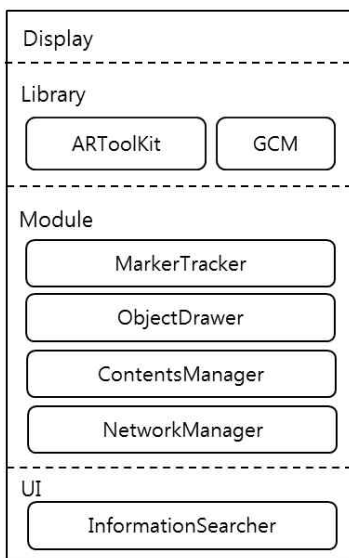 Display
Library
ARToolKit GCM
Module
MarkerTracker
ObjectDrawer
ContentsManager
NetworkManager
UI
InformationSearcher